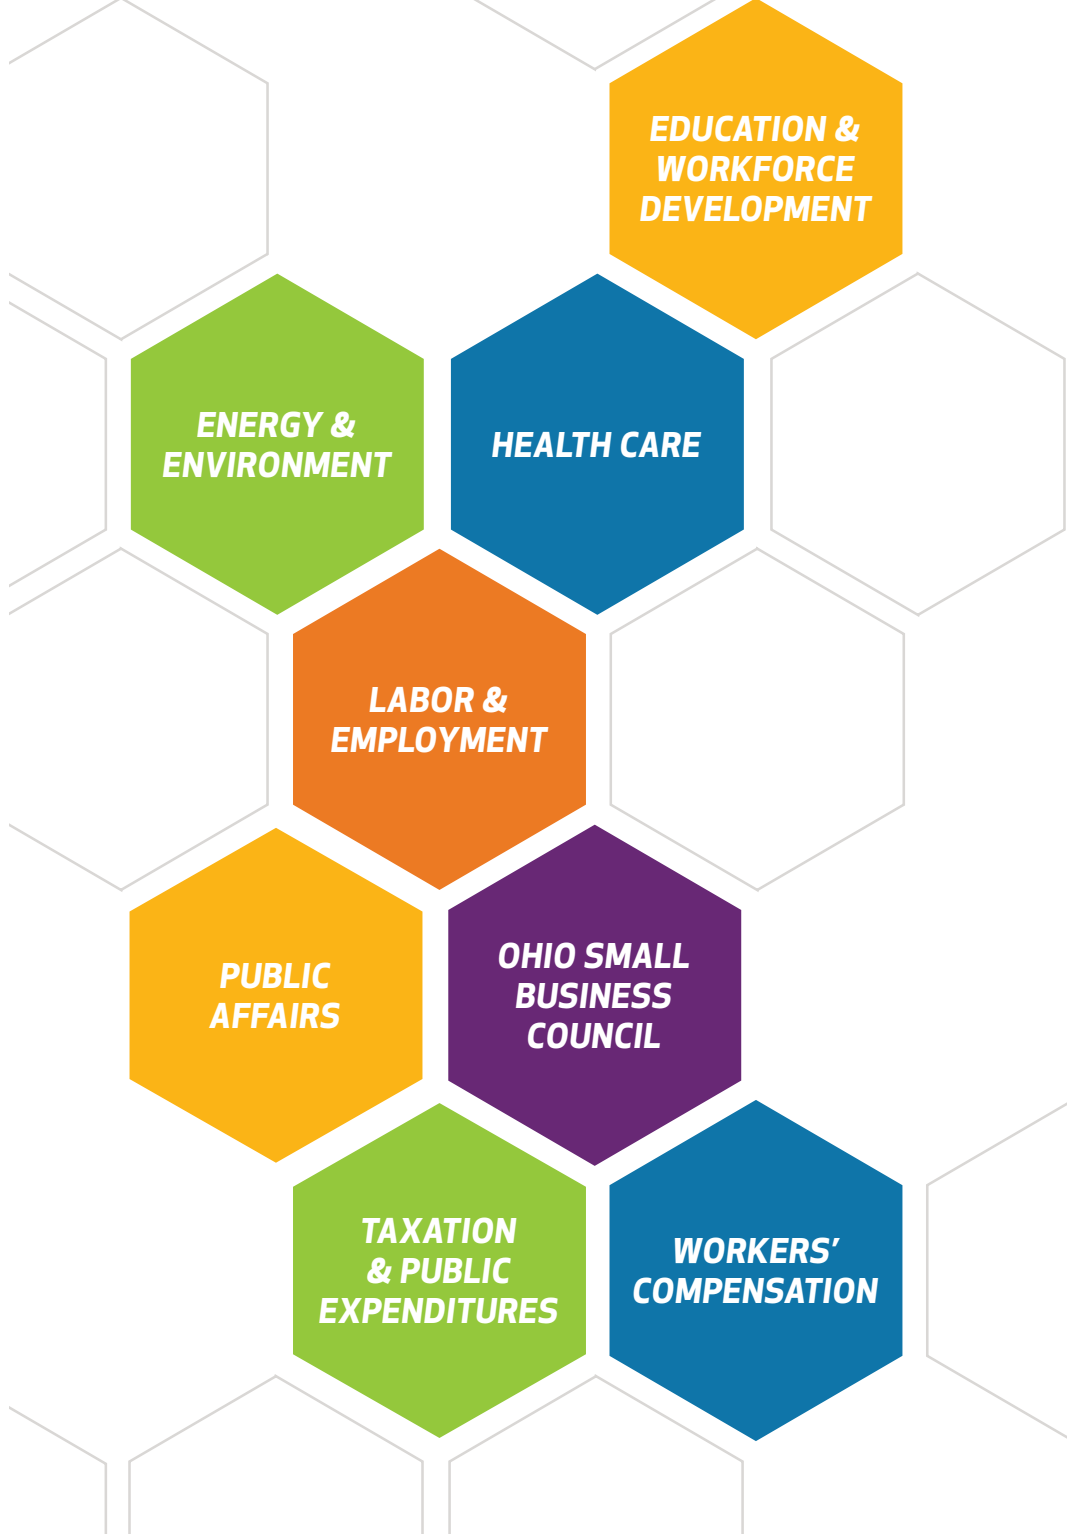 EDUCATION &
WORKFORCE
DEVELOPMENT
ENERGY &
ENVIRONMENT
HEALTH CARE
LABOR &
EMPLOYMENT
PUBLIC
AFFAIRS
OHIO SMALL
BUSINESS
COUNCIL
TAXATION
& PUBLIC
EXPENDITURES
WORKERS’
COMPENSATION